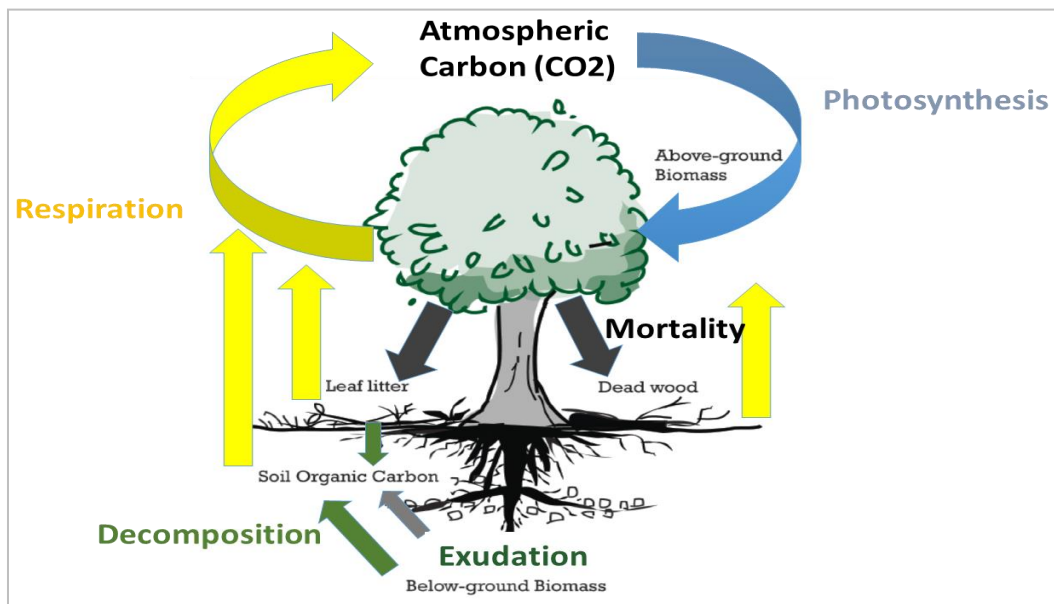 Atmospheric
Carbon (CO2)
Photosynthesis
Above-ground
Biomass
Respiration
Mortality
Leaf litter
Dead wood
Soil Organic Carbon
Decomposition
Exudation
Below-ground Biomass